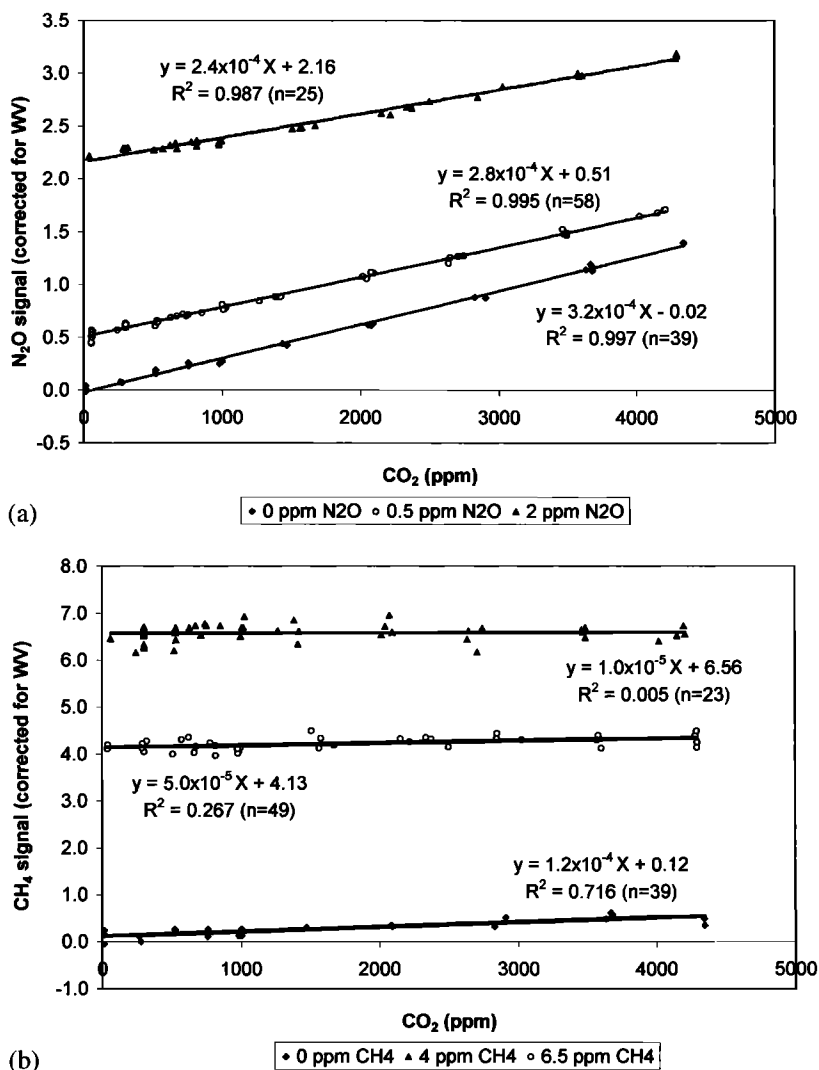 3.5
3.0
2.5
2.0
1.5
1.0
0.5
0.0
-0.5
N₂O signal (corrected for WV)
y = 2.4x10⁻⁴ X + 2.16
R² = 0.987 (n=25)
y = 2.8x10⁻⁴ X + 0.51
R² = 0.995 (n=58)
y = 3.2x10⁻⁴ X - 0.02
R² = 0.997 (n=39)
0 1000 2000 3000 4000 5000
CO₂ (ppm)
(a)
0 ppm N2O 0.5 ppm N2O 2 ppm N2O
8.0
7.0
6.0
5.0
4.0
3.0
2.0
1.0
0.0
-1.0
CH₄ signal (corrected for WV)
y = 1.0x10⁻⁵ X + 6.56
R² = 0.005 (n=23)
y = 5.0x10⁻⁵ X + 4.13
R² = 0.267 (n=49)
y = 1.2x10⁻⁴ X + 0.12
R² = 0.716 (n=39)
0 1000 2000 3000 4000 5000
CO₂ (ppm)
(b)
0 ppm CH4 4 ppm CH4 6.5 ppm CH4